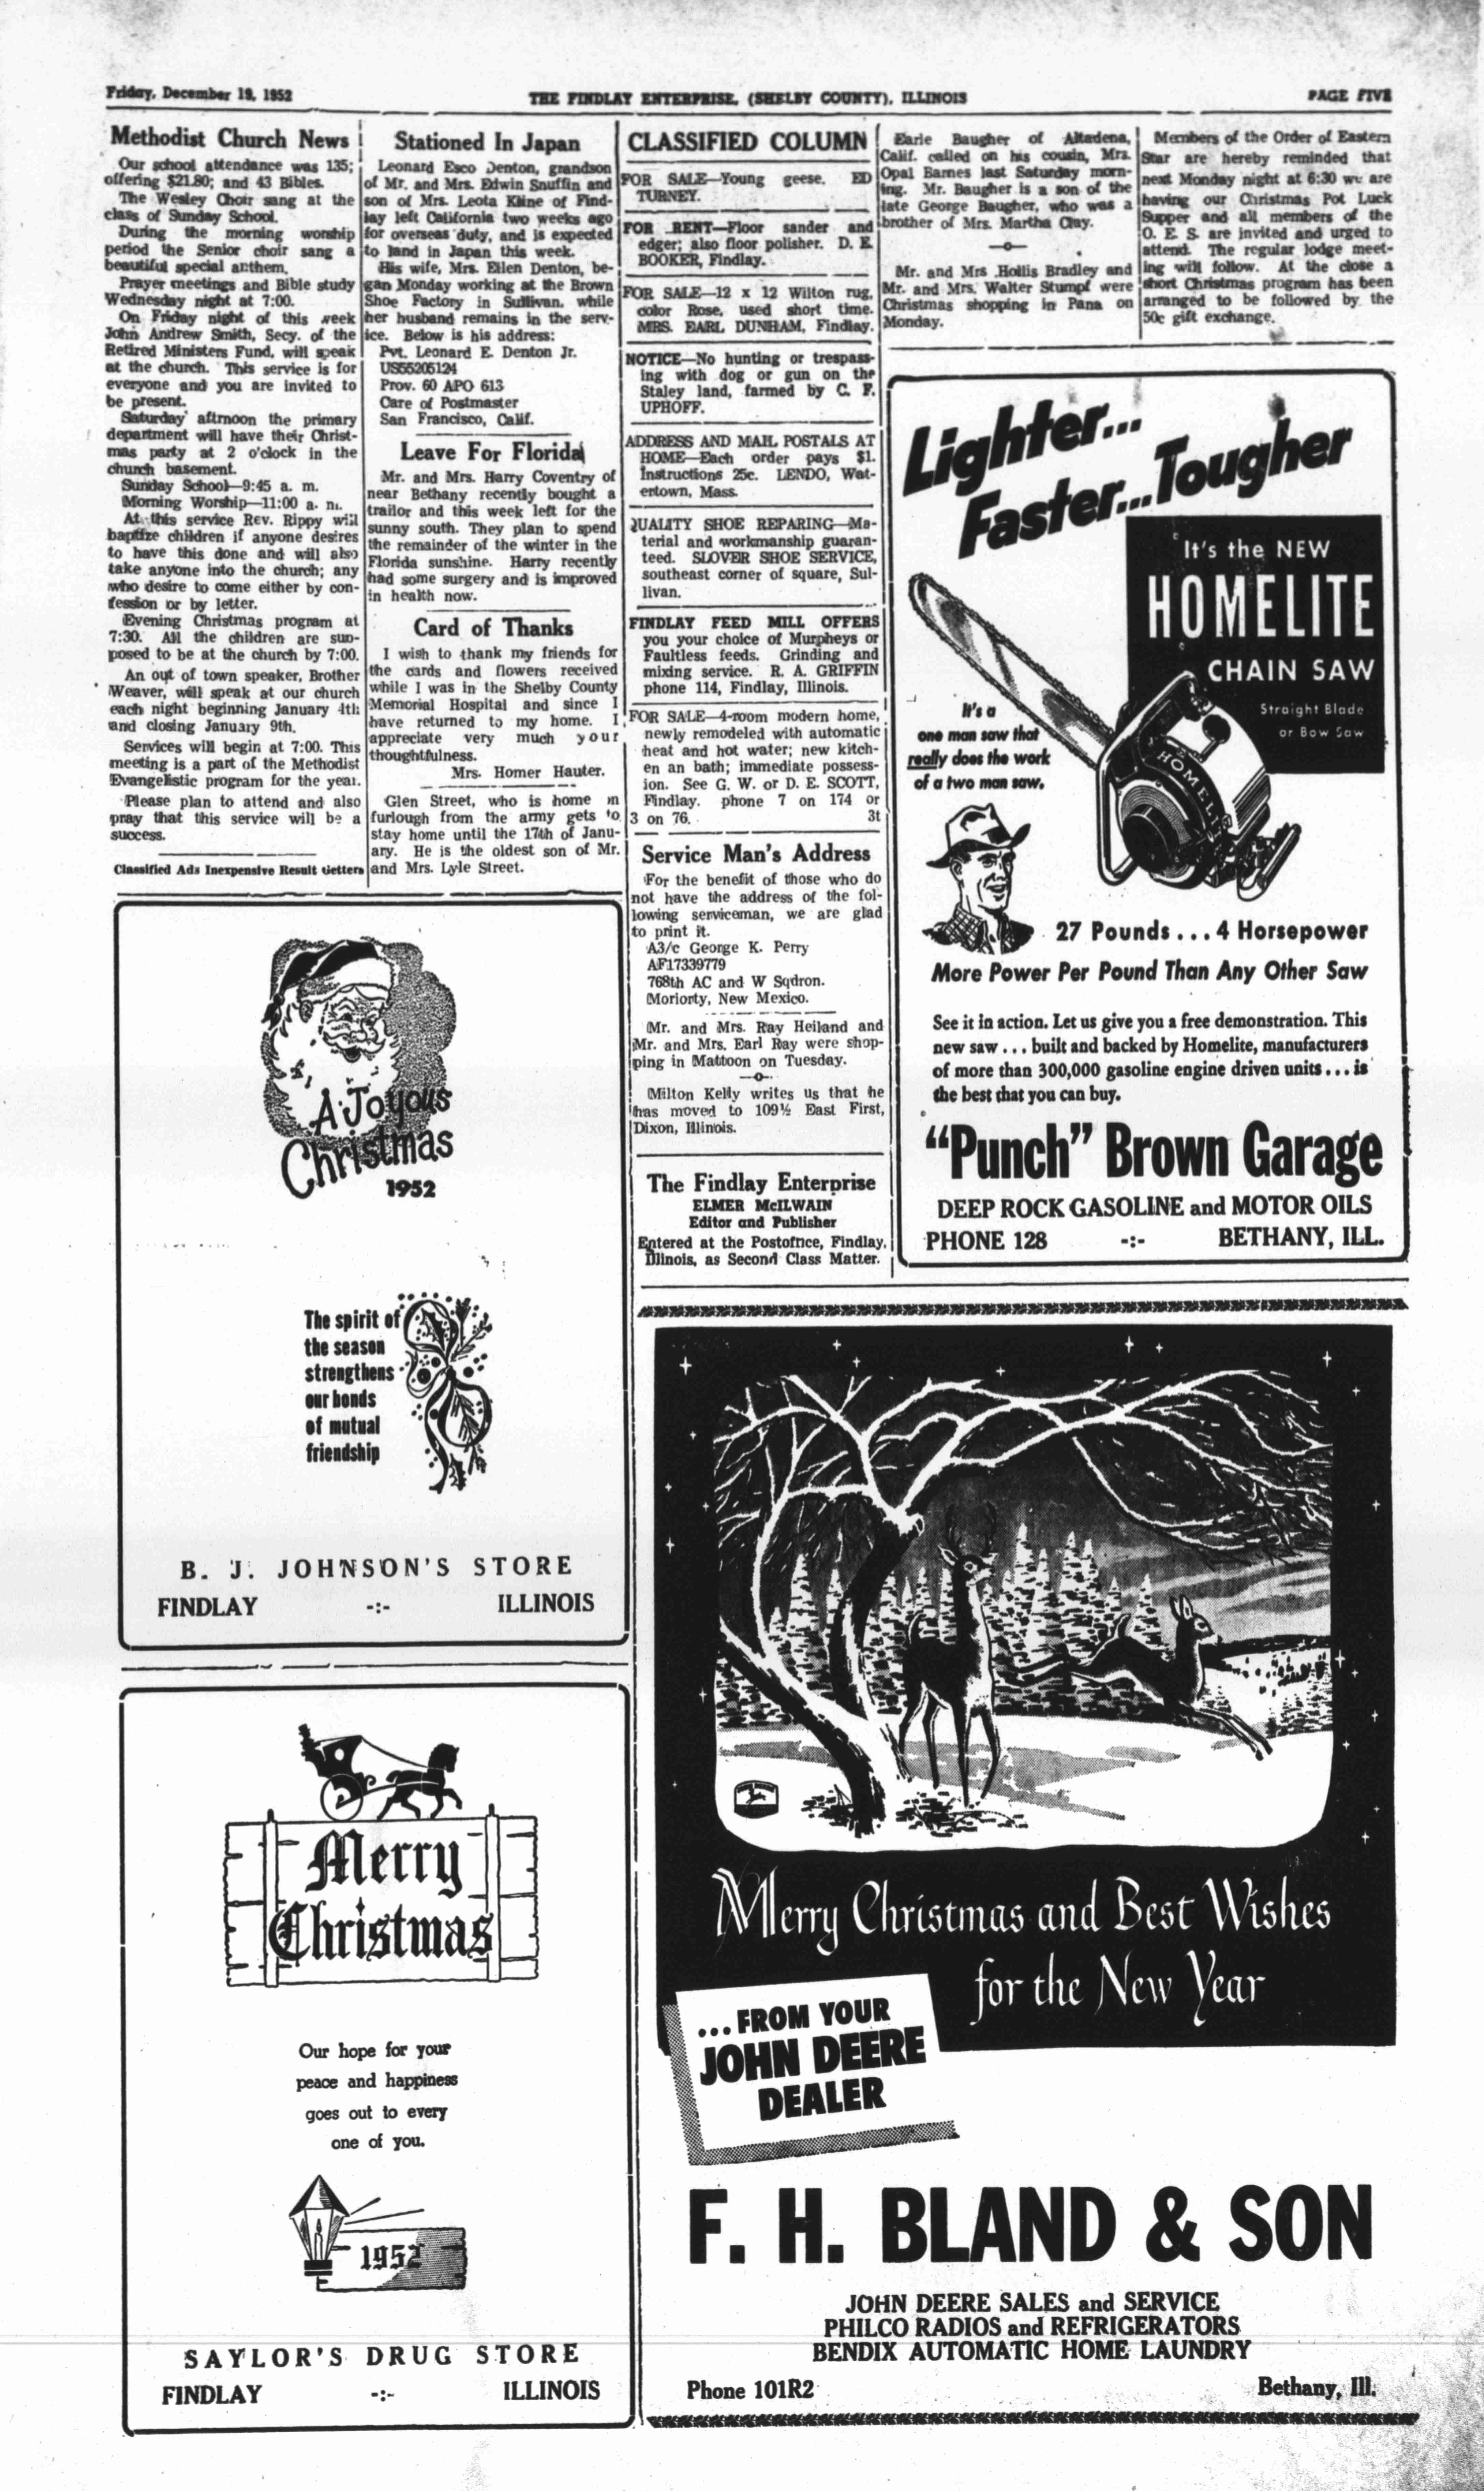 Friday, December 19, 1952
THE FINDLAY ENTERPRISE, (SHELBY COUNTY), ILLINOIS
PAGE FIVE
Methodist Church News
Our school attendance was 135;
offering $21.80; and 43 Bibles.
The Wesley Choir sang at the
class of Sunday School.
During the morning worship
period the Senior choir sang a
beautiful special anthem.
Prayer meetings and Bible study
Wednesday night at 7:00.
On Friday night of this week
John Andrew Smith, Secy. of the
Retired Ministers Fund, will speak
at the church. This service is for
everyone and you are invited to
be present.
Saturday aftrnoon the primary
department will have their Christ-
mas party at 2 o'clock in the
church basement.
Sunday School—9:45 a. m.
Morning Worship—11:00 a. m.
At this service Rev. Rippy will
baptize children if anyone desires
to have this done and will also
take anyone into the church; any
who desire to come either by con-
fession or by letter.
Evening Christmas program at
7:30. All the children are sup-
posed to be at the church by 7:00.
An out of town speaker, Brother
Weaver, will speak at our church
each night beginning January 4th
and closing January 9th.
Services will begin at 7:00. This
meeting is a part of the Methodist
Evangelistic program for the year.
Please plan to attend and also
pray that this service will be a
success.
Classified Ads Inexpensive Result Getters
Stationed In Japan
Leonard Esco Denton, grandson
of Mr. and Mrs. Edwin Snuffin and
son of Mrs. Leota Kline of Find-
lay left California two weeks ago
for overseas duty, and is expected
to land in Japan this week.
His wife, Mrs. Ellen Denton, be-
gan Monday working at the Brown
Shoe Factory in Sullivan, while
her husband remains in the serv-
ice. Below is his address:
Pvt. Leonard E. Denton Jr.
US55205124
Prov. 60 APO 613
Care of Postmaster
San Francisco, Calif.
Leave For Florida
Mr. and Mrs. Harry Coventry of
near Bethany recently bought a
trailor and this week left for the
sunny south. They plan to spend
the remainder of the winter in the
Florida sunshine. Harry recently
had some surgery and is improved
in health now.
Card of Thanks
I wish to thank my friends for
the cards and flowers received
while I was in the Shelby County
Memorial Hospital and since I
have returned to my home. I
appreciate very much your
thoughtfulness.
Mrs. Homer Hauter.
Glen Street, who is home on
furlough from the army gets to
stay home until the 17th of Janu-
ary. He is the oldest son of Mr.
and Mrs. Lyle Street.
CLASSIFIED COLUMN
FOR SALE—Young geese. ED
TURNEY.
FOR RENT—Floor sander and
edger; also floor polisher. D. E.
BOOKER, Findlay.
FOR SALE—12 x 12 Wilton rug,
color Rose, used short time.
MRS. EARL DUNHAM, Findlay.
NOTICE—No hunting or trespass-
ing with dog or gun on the
Staley land, farmed by C. F.
UPHOFF.
ADDRESS AND MAIL POSTALS AT
HOME—Each order pays $1.
Instructions 25c. LENDO, Wat-
ertown, Mass.
QUALITY SHOE REPARING—Ma-
terial and workmanship guaran-
teed. SLOVER SHOE SERVICE,
southeast corner of square, Sul-
livan.
FINDLAY FEED MILL OFFERS
you your choice of Murpheys or
Faultless feeds. Grinding and
mixing service. R. A. GRIFFIN
phone 114, Findlay, Illinois.
FOR SALE—4-room modern home,
newly remodeled with automatic
heat and hot water; new kitch-
en an bath; immediate possess-
ion. See G. W. or D. E. SCOTT,
Findlay. phone 7 on 174 or
3 on 76. 3t
Service Man's Address
For the benefit of those who do
not have the address of the fol-
lowing serviceman, we are glad
to print it.
A3/c George K. Perry
AF17339779
768th AC and W Sqdron.
Moriorty, New Mexico.
Mr. and Mrs. Ray Heiland and
Mr. and Mrs. Earl Ray were shop-
ping in Mattoon on Tuesday.
—o—
Milton Kelly writes us that he
has moved to 109½ East First,
Dixon, Illinois.
The Findlay Enterprise
ELMER McILWAIN
Editor and Publisher
Entered at the Postoffice, Findlay,
Illinois, as Second Class Matter.
Earle Baugher of Altadena,
Calif. called on his cousin, Mrs.
Opal Barnes last Saturday morn-
ing. Mr. Baugher is a son of the
late George Baugher, who was a
brother of Mrs. Martha Clay.
—o—
Mr. and Mrs .Hollis Bradley and
Mr. and Mrs. Walter Stumpf were
Christmas shopping in Pana on
Monday.
Members of the Order of Eastern
Star are hereby reminded that
next Monday night at 6:30 we are
having our Christmas Pot Luck
Supper and all members of the
O. E. S. are invited and urged to
attend. The regular lodge meet-
ing will follow. At the close a
short Christmas program has been
arranged to be followed by the
50c gift exchange.
Lighter...
Faster...Tougher
It's the NEW
HOMELITE
CHAIN SAW
Straight Blade
or Bow Saw
It's a
one man saw that
really does the work
of a two man saw.
HOMELITE
27 Pounds . . . 4 Horsepower
More Power Per Pound Than Any Other Saw
See it in action. Let us give you a free demonstration. This
new saw . . . built and backed by Homelite, manufacturers
of more than 300,000 gasoline engine driven units . . . is
the best that you can buy.
"Punch" Brown Garage
DEEP ROCK GASOLINE and MOTOR OILS
PHONE 128 -:- BETHANY, ILL.
A Joyous
Christmas
1952
The spirit of
the season
strengthens
our bonds
of mutual
friendship
B. J. JOHNSON'S STORE
FINDLAY -:- ILLINOIS
Merry
Christmas
Our hope for your
peace and happiness
goes out to every
one of you.
1952
SAYLOR'S DRUG STORE
FINDLAY -:- ILLINOIS
JOHN DEERE
Merry Christmas and Best Wishes
for the New Year
...FROM YOUR
JOHN DEERE
DEALER
F. H. BLAND & SON
JOHN DEERE SALES and SERVICE
PHILCO RADIOS and REFRIGERATORS
BENDIX AUTOMATIC HOME LAUNDRY
Phone 101R2 Bethany, Ill.